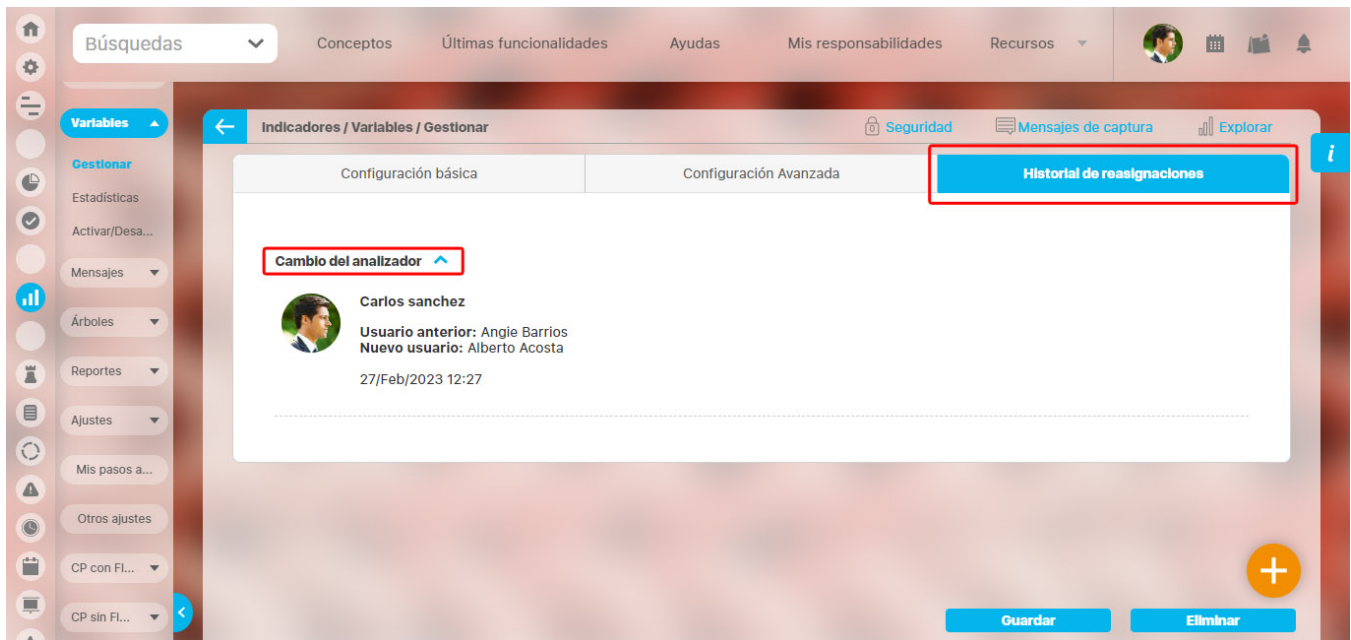 Búsquedas
Conceptos
Últimas funcionalidades
Ayudas
Mis responsabilidades
Recursos
Variables
Gestionar
Estadísticas
Activar/Desa...
Mensajes
Árboles
Reportes
Ajustes
Mis pasos a...
Otros ajustes
CP con Fl...
CP sin Fl...
Indicadores / Variables / Gestionar
Seguridad
Mensajes de captura
Explorar
i
Configuración básica
Configuración Avanzada
Historial de reasignaciones
Cambio del analizador
Carlos sanchez
Usuario anterior: Angie Barrios
Nuevo usuario: Alberto Acosta
27/Feb/2023 12:27
Guardar
Eliminar